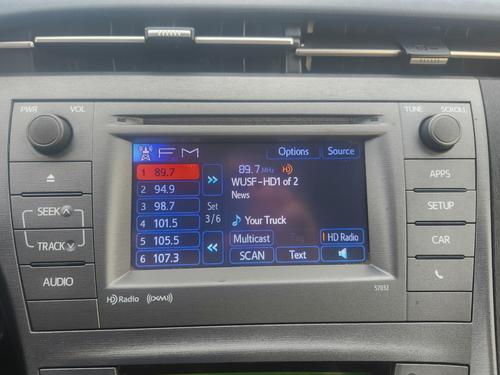 PWR VOL
TUNE SCROLL
FM Options Source
1 89.7
2 94.9
3 98.7
4 101.5
5 105.5
6 107.3
Set
3/6
89.7 MHz
WUSF-HD1 of 2
News
Your Truck
Multicast HD Radio
SCAN Text
SEEK
TRACK
AUDIO
APPS
SETUP
CAR
HD Radio ((XM))
57032